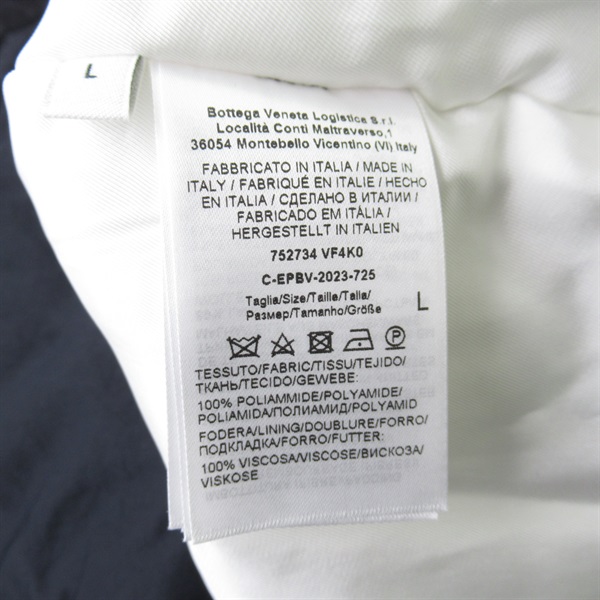 L
Bottega Veneta Logistica S.r.l.
Località Conti Maltraverso,1
36054 Montebello Vicentino (VI) Italy
FABBRICATO IN ITALIA / MADE IN
ITALY / FABRIQUÉ EN ITALIE / HECHO
EN ITALIA / СДЕЛАНО В ИТАЛИИ /
FABRICADO EM ITÁLIA /
HERGESTELLT IN ITALIEN
752734 VF4K0
C-EPBV-2023-725
Taglia/Size/Taille/Talla/
Размер/Tamanho/Größe L
P
TESSUTO/FABRIC/TISSU/TEJIDO/
ТКАНЬ/TECIDO/GEWEBE:
100% POLIAMMIDE/POLYAMIDE/
POLIAMIDA/ПОЛИАМИД/POLYAMID
FODERA/LINING/DOUBLURE/FORRO/
ПОДКЛАДКА/FORRO/FUTTER:
100% VISCOSA/VISCOSE/ВИСКОЗА/
VISKOSE